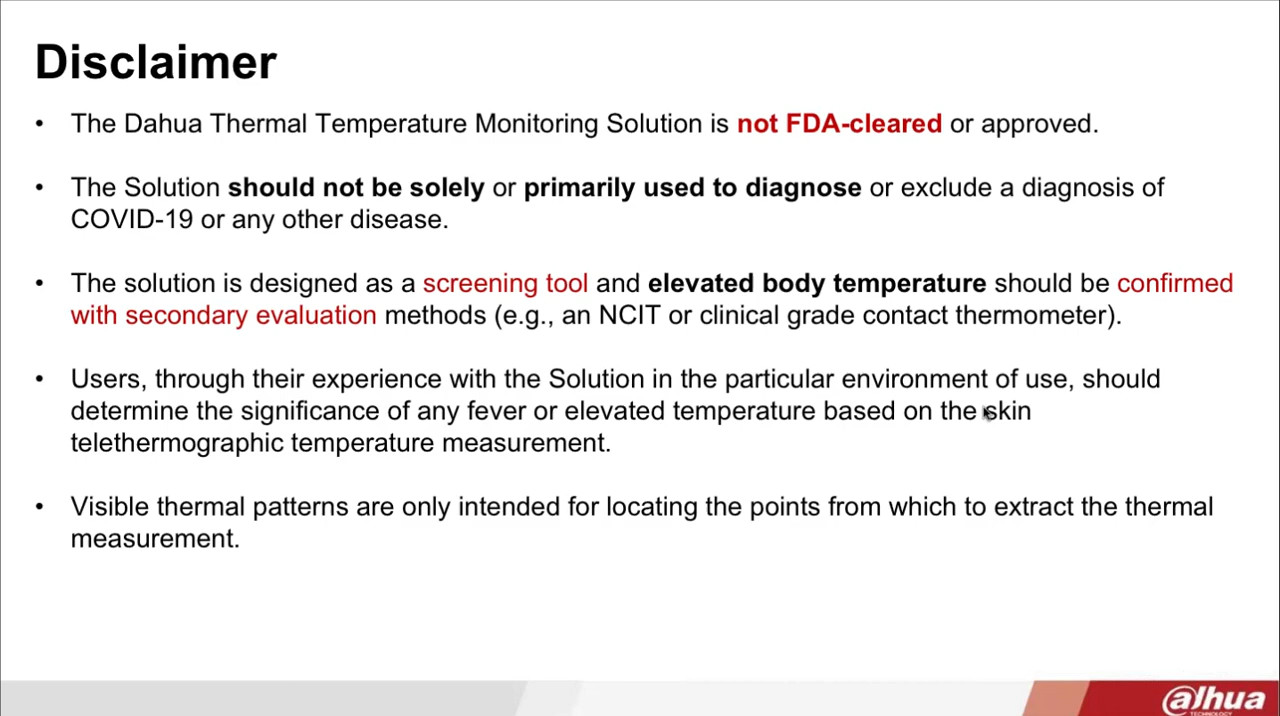 Disclaimer
• The Dahua Thermal Temperature Monitoring Solution is not FDA-cleared or approved.
• The Solution should not be solely or primarily used to diagnose or exclude a diagnosis of
COVID-19 or any other disease.
• The solution is designed as a screening tool and elevated body temperature should be confirmed
with secondary evaluation methods (e.g., an NCIT or clinical grade contact thermometer).
• Users, through their experience with the Solution in the particular environment of use, should
determine the significance of any fever or elevated temperature based on the skin
telethermographic temperature measurement.
• Visible thermal patterns are only intended for locating the points from which to extract the thermal
measurement.
alhua
TECHNOLOGY